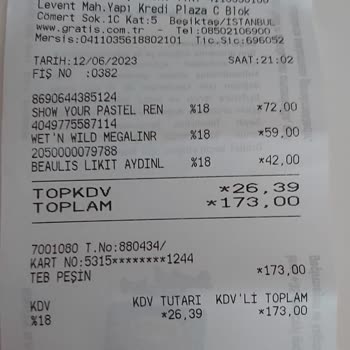 Levent Mah.Yapı Kredi Plaza C Blok
Comert Sok.1C Kat:5 Beşiktaş/İSTANBUL
www.gratis.com.tr - Tel:08502106900
Mersis:0411035618802101 Tic.Sic:696052
TARİH:12/06/2023 SAAT:21:02
FİŞ NO :0382
8690644385124
SHOW YOUR PASTEL REN %18 *72,00
4049775587114
WET'N WILD MEGALINR %18 *59,00
2050000079788
BEAULIS LIKIT AYDINL %18 *42,00
TOPKDV *26,39
TOPLAM *173,00
7001080 T.No:880434/
KART NO:5315********1244
TEB PEŞİN *173,00
KDV KDV TUTARI KDV'Lİ TOPLAM
%18 *26,39 *173,00